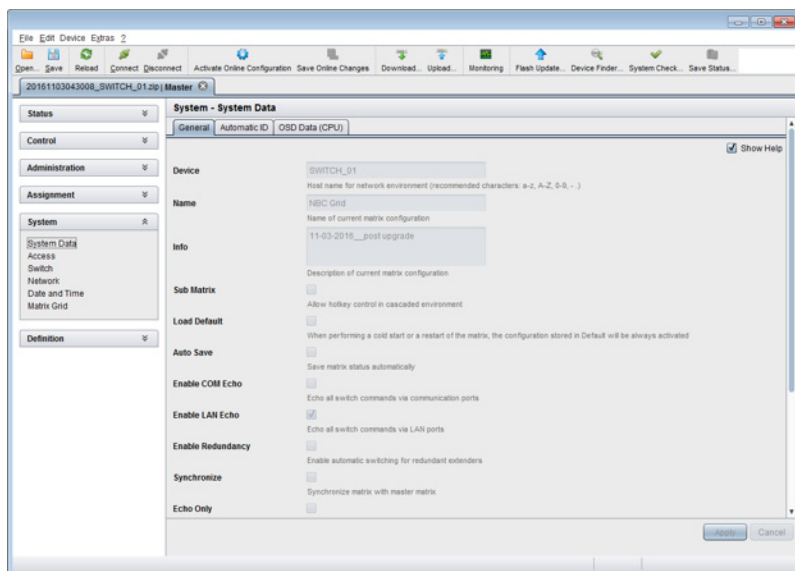 File Edit Device Extras ?
Open... Save Reload Connect Disconnect Activate Online Configuration Save Online Changes Download... Upload... Monitoring Flash Update... Device Finder... System Check... Save Status...
20161103043008_SWITCH_01.zip | Master
Status
Control
Administration
Assignment
System
System Data
Access
Switch
Network
Date and Time
Matrix Grid
Definition
System - System Data
General Automatic ID OSD Data (CPU)
Show Help
Device SWITCH_01
Host name for network environment (recommended characters: a-z, A-Z, 0-9, - .)
Name NBC Grid
Name of current matrix configuration
Info 11-03-2016__post upgrade
Description of current matrix configuration
Sub Matrix
Allow hotkey control in cascaded environment
Load Default
When performing a cold start or a restart of the matrix, the configuration stored in Default will be always activated
Auto Save
Save matrix status automatically
Enable COM Echo
Echo all switch commands via communication ports
Enable LAN Echo
Echo all switch commands via LAN ports
Enable Redundancy
Enable automatic switching for redundant extenders
Synchronize
Synchronize matrix with master matrix
Echo Only
Apply Cancel